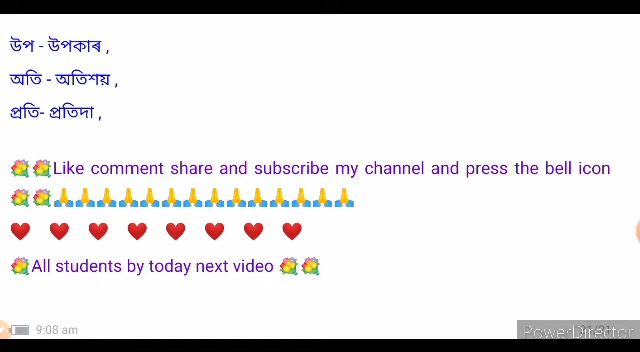 উপ - উপকাৰ ,
অতি - অতিশয় ,
প্ৰতি- প্ৰতিদা ,
💐 💐Like comment share and subscribe my channel and press the bell icon
💐 💐🙏🙏🙏🙏🙏🙏🙏🙏🙏🙏🙏🙏🙏🙏
❤️ ❤️ ❤️ ❤️ ❤️ ❤️ ❤️ ❤️
💐All students by today next video 💐 💐
9:08 am
PowerDirector